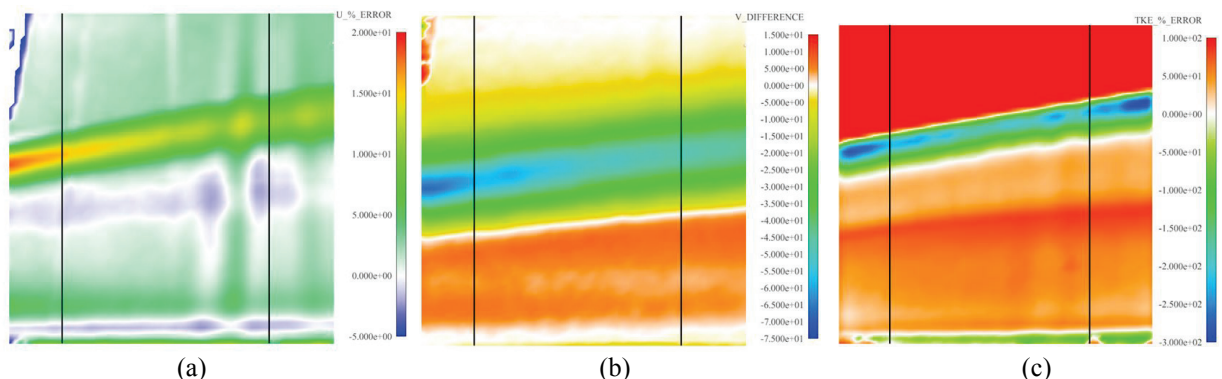 U_%_ERROR
2.000e+01
1.500e+01
1.000e+01
5.000e+00
0.000e+00
-5.000e+00
(a)
V_DIFFERENCE
1.500e+01
1.000e+01
5.000e+00
0.000e+00
-5.000e+00
-1.000e+01
-1.500e+01
-2.000e+01
-2.500e+01
-3.000e+01
-3.500e+01
-4.000e+01
-4.500e+01
-5.000e+01
-5.500e+01
-6.000e+01
-6.500e+01
-7.000e+01
-7.500e+01
(b)
TKE_%_ERROR
1.000e+02
5.000e+01
0.000e+00
-5.000e+01
-1.000e+02
-1.500e+02
-2.000e+02
-2.500e+02
-3.000e+02
(c)